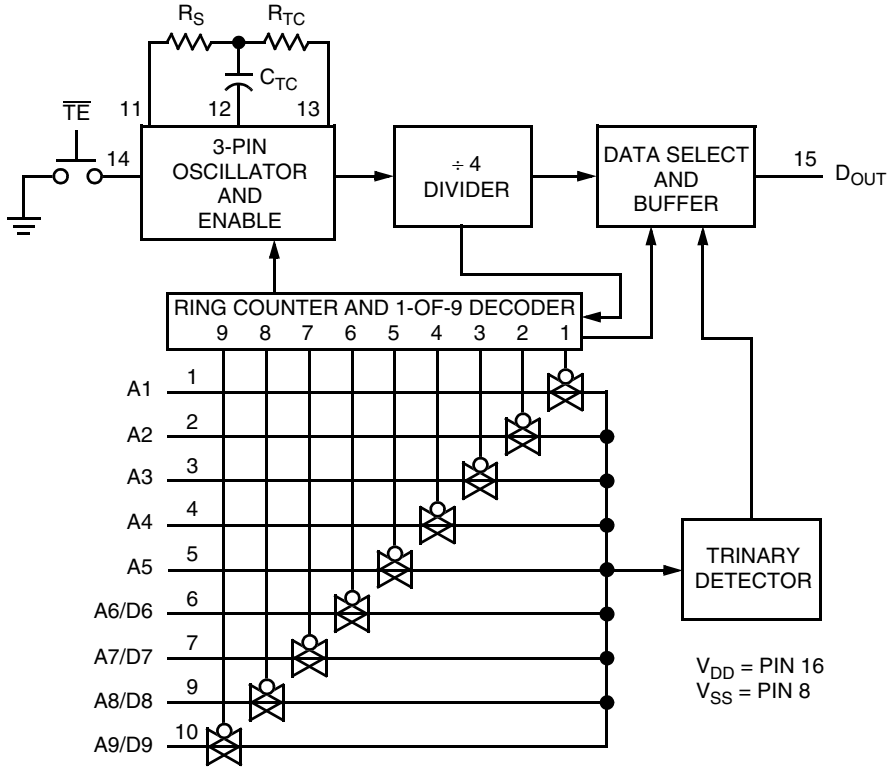 R_S
R_TC
C_TC
TE
11
12
13
14
3-PIN
OSCILLATOR
AND
ENABLE
÷ 4
DIVIDER
DATA SELECT
AND
BUFFER
15
D_OUT
RING COUNTER AND 1-OF-9 DECODER
9 8 7 6 5 4 3 2 1
A1 1
A2 2
A3 3
A4 4
A5 5
A6/D6 6
A7/D7 7
A8/D8 9
A9/D9 10
TRINARY
DETECTOR
V_DD = PIN 16
V_SS = PIN 8